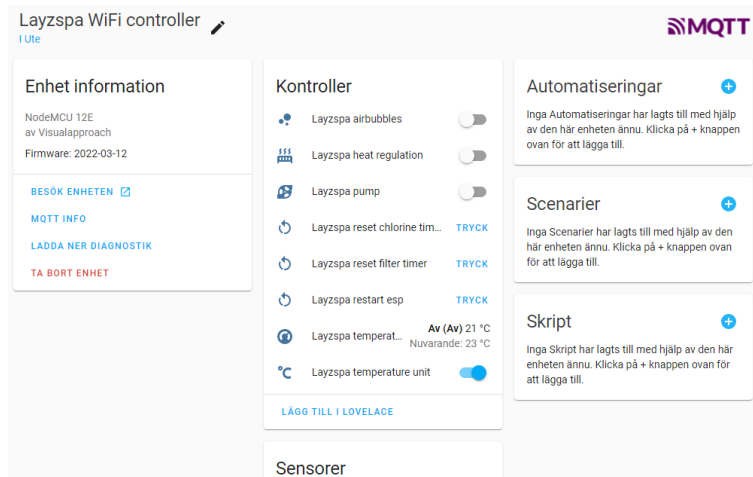 Layzspa WiFi controller
I Ute
MQTT
Enhet information
NodeMCU 12E
av Visualapproach
Firmware: 2022-03-12
BESÖK ENHETEN
MQTT INFO
LADDA NER DIAGNOSTIK
TA BORT ENHET
Kontroller
Layzspa airbubbles
Layzspa heat regulation
Layzspa pump
Layzspa reset chlorine tim... TRYCK
Layzspa reset filter timer TRYCK
Layzspa restart esp TRYCK
Layzspa temperat... Av (Av) 21 °C
Nuvarande: 23 °C
°C Layzspa temperature unit
LÄGG TILL I LOVELACE
Sensorer
Automatiseringar
Inga Automatiseringar har lagts till med hjälp
av den här enheten ännu. Klicka på + knappen
ovan för att lägga till.
Scenarier
Inga Scenarier har lagts till med hjälp av den
här enheten ännu. Klicka på + knappen ovan
för att lägga till.
Skript
Inga Skript har lagts till med hjälp av den här
enheten ännu. Klicka på + knappen ovan för
att lägga till.